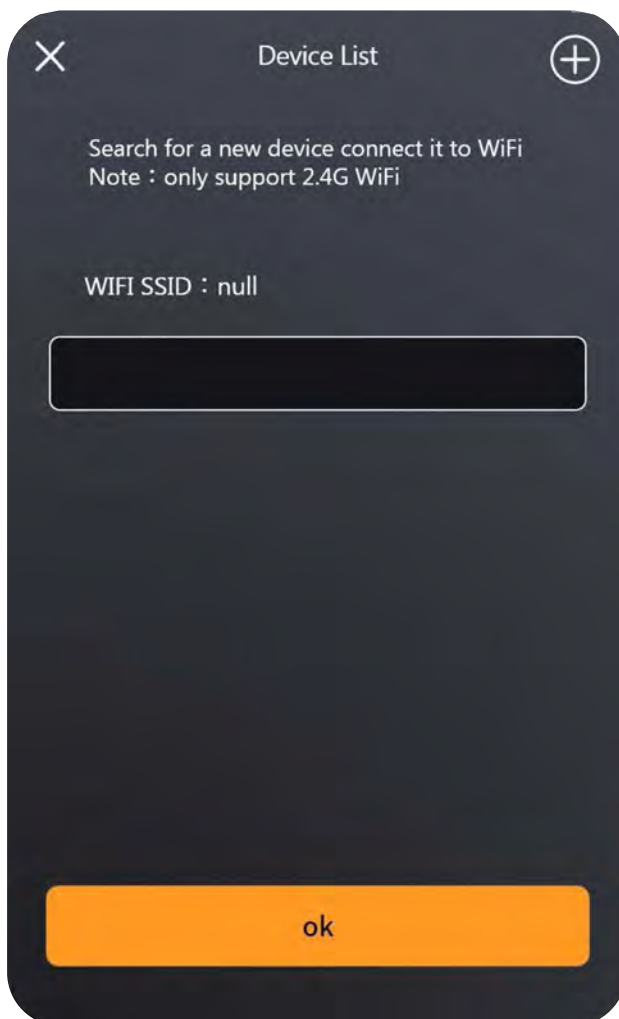 Device List
Search for a new device connect it to WiFi
Note：only support 2.4G WiFi
WIFI SSID：null
ok